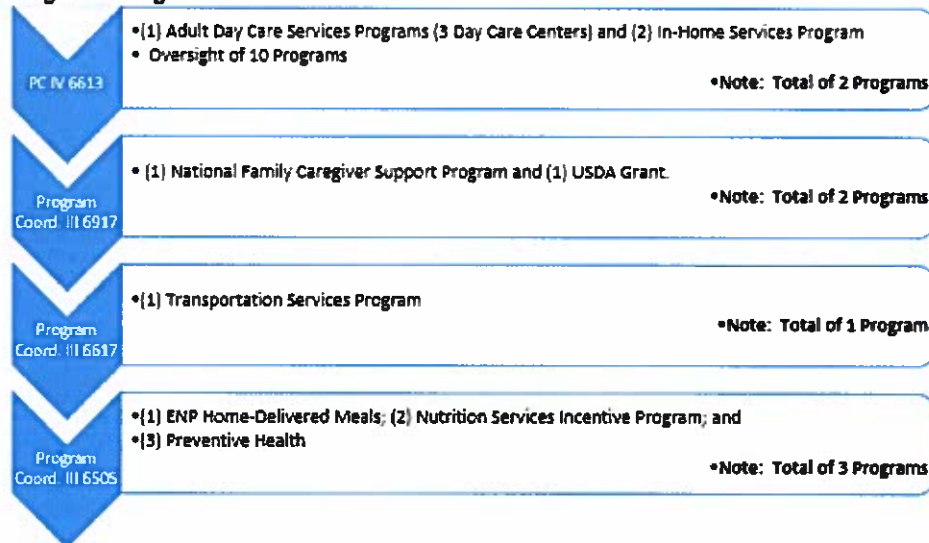 PC IV 6613
•(1) Adult Day Care Services Programs (3 Day Care Centers) and (2) In-Home Services Program
• Oversight of 10 Programs
•Note: Total of 2 Programs
Program
Coord. III 6917
• (1) National Family Caregiver Support Program and (1) USDA Grant.
•Note: Total of 2 Programs
Program
Coord. III 6617
•(1) Transportation Services Program
•Note: Total of 1 Program
Program
Coord. III 6506
•(1) ENP Home-Delivered Meals; (2) Nutrition Services Incentive Program; and
•(3) Preventive Health
•Note: Total of 3 Programs